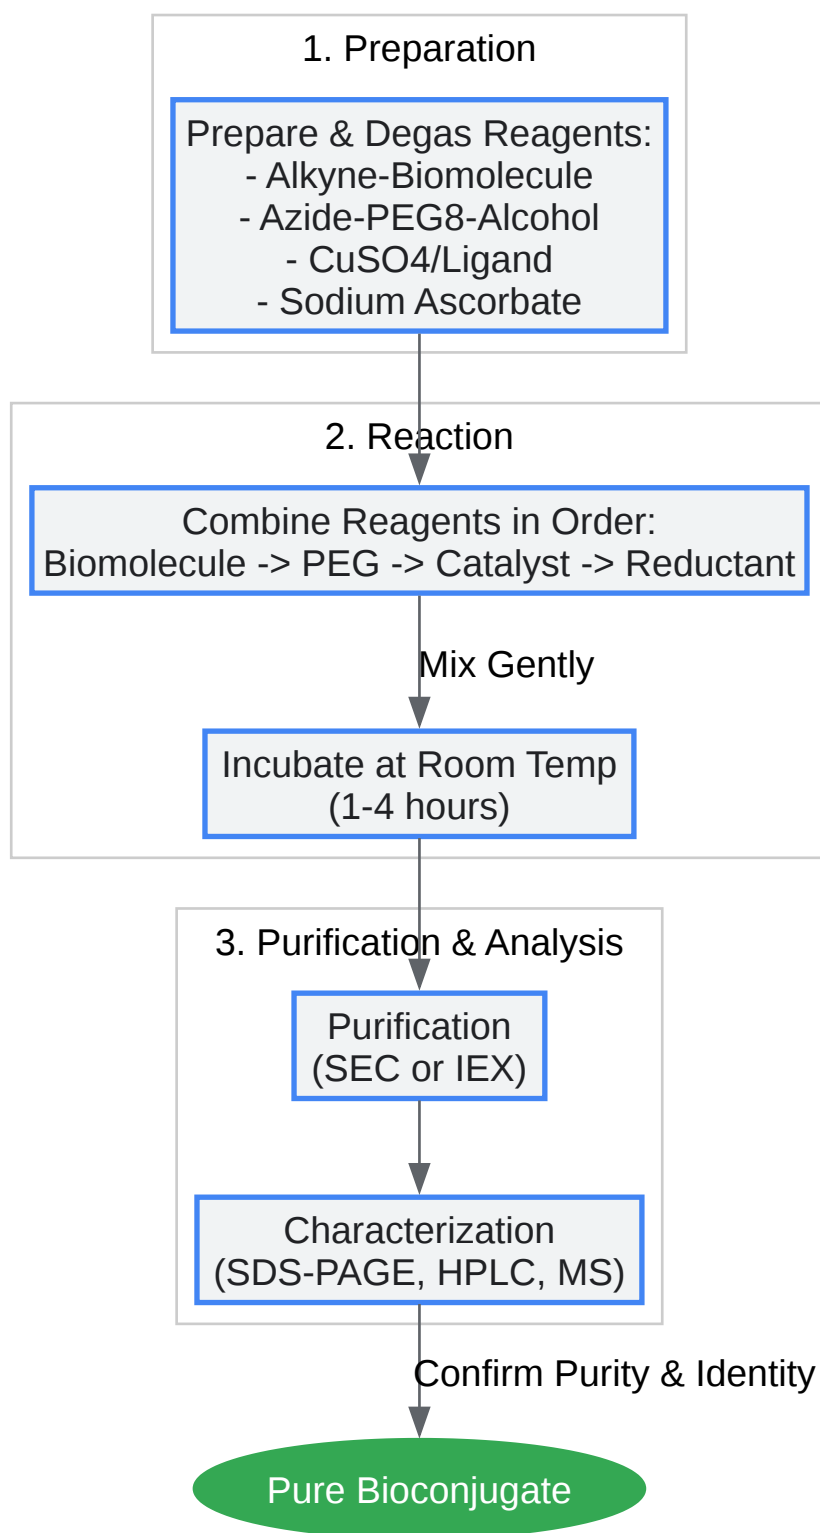 1. Preparation
Prepare & Degas Reagents:
- Alkyne-Biomolecule
- Azide-PEG8-Alcohol
- CuSO4/Ligand
- Sodium Ascorbate
2. Reaction
Combine Reagents in Order:
Biomolecule -> PEG -> Catalyst -> Reductant
Mix Gently
Incubate at Room Temp
(1-4 hours)
3. Purification & Analysis
Purification
(SEC or IEX)
Characterization
(SDS-PAGE, HPLC, MS)
Confirm Purity & Identity
Pure Bioconjugate